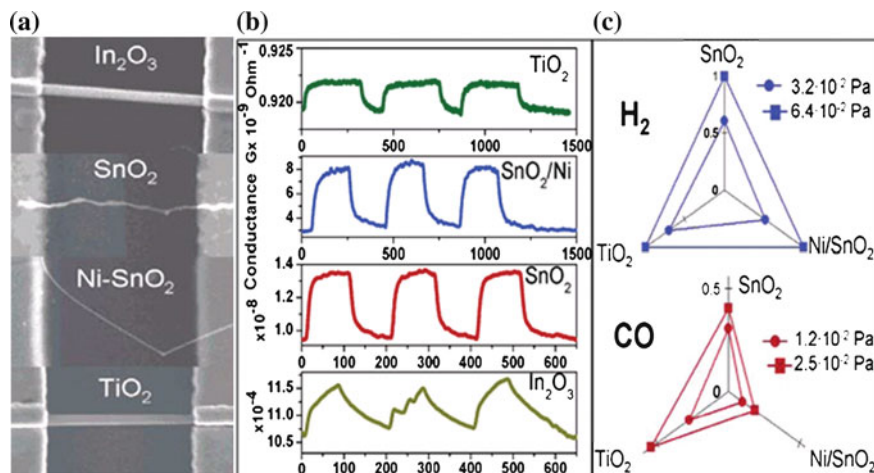 (a)
In₂O₃
SnO₂
Ni-SnO₂
TiO₂
(b)
Conductance Gx 10⁻⁹ Ohm⁻¹
0.925
0.920
TiO₂
0 500 1000 1500
8
6
4
SnO₂/Ni
0 500 1000 1500
x10⁻⁸
1.4
1.2
1.0
SnO₂
0 100 200 300 400 500 600
x10⁻⁴
11.5
11.0
10.5
In₂O₃
0 100 200 300 400 500 600
(c)
SnO₂
1
3.2·10⁻² Pa
6.4·10⁻² Pa
H₂
0.5
0
TiO₂
Ni/SnO₂
0.5
SnO₂
CO
1.2·10⁻² Pa
2.5·10⁻² Pa
0
TiO₂
Ni/SnO₂